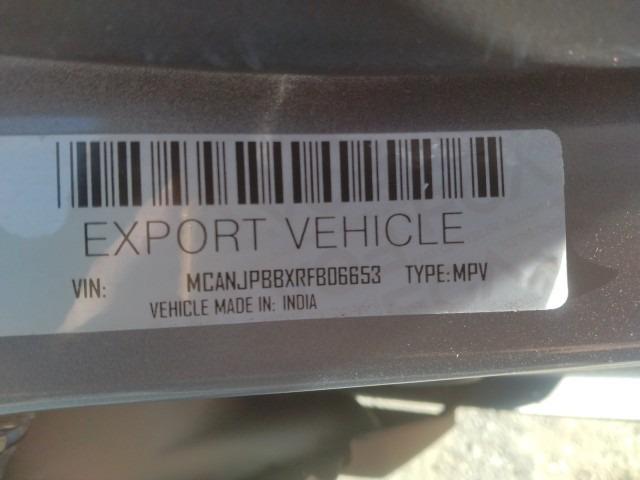 EXPORT VEHICLE
VIN: MCANJPBBXRFB06653 TYPE: MPV
VEHICLE MADE IN: INDIA